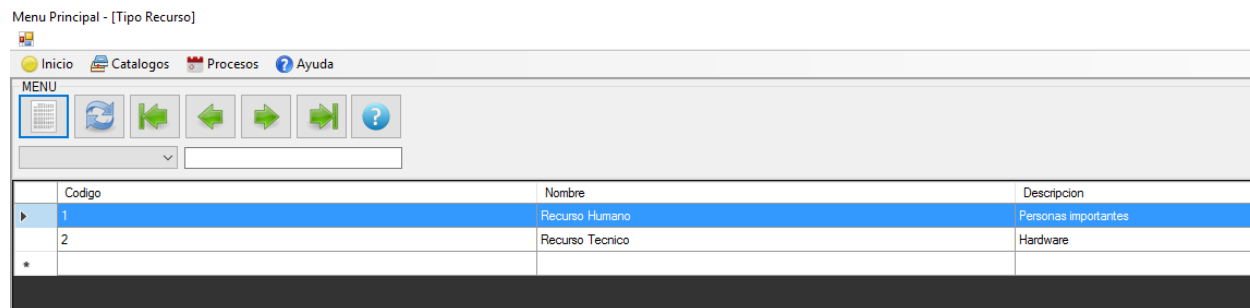 Menu Principal - [Tipo Recurso]
Inicio Catalogos Procesos Ayuda
MENU
Codigo Nombre Descripcion
1 Recurso Humano Personas importantes
2 Recurso Tecnico Hardware